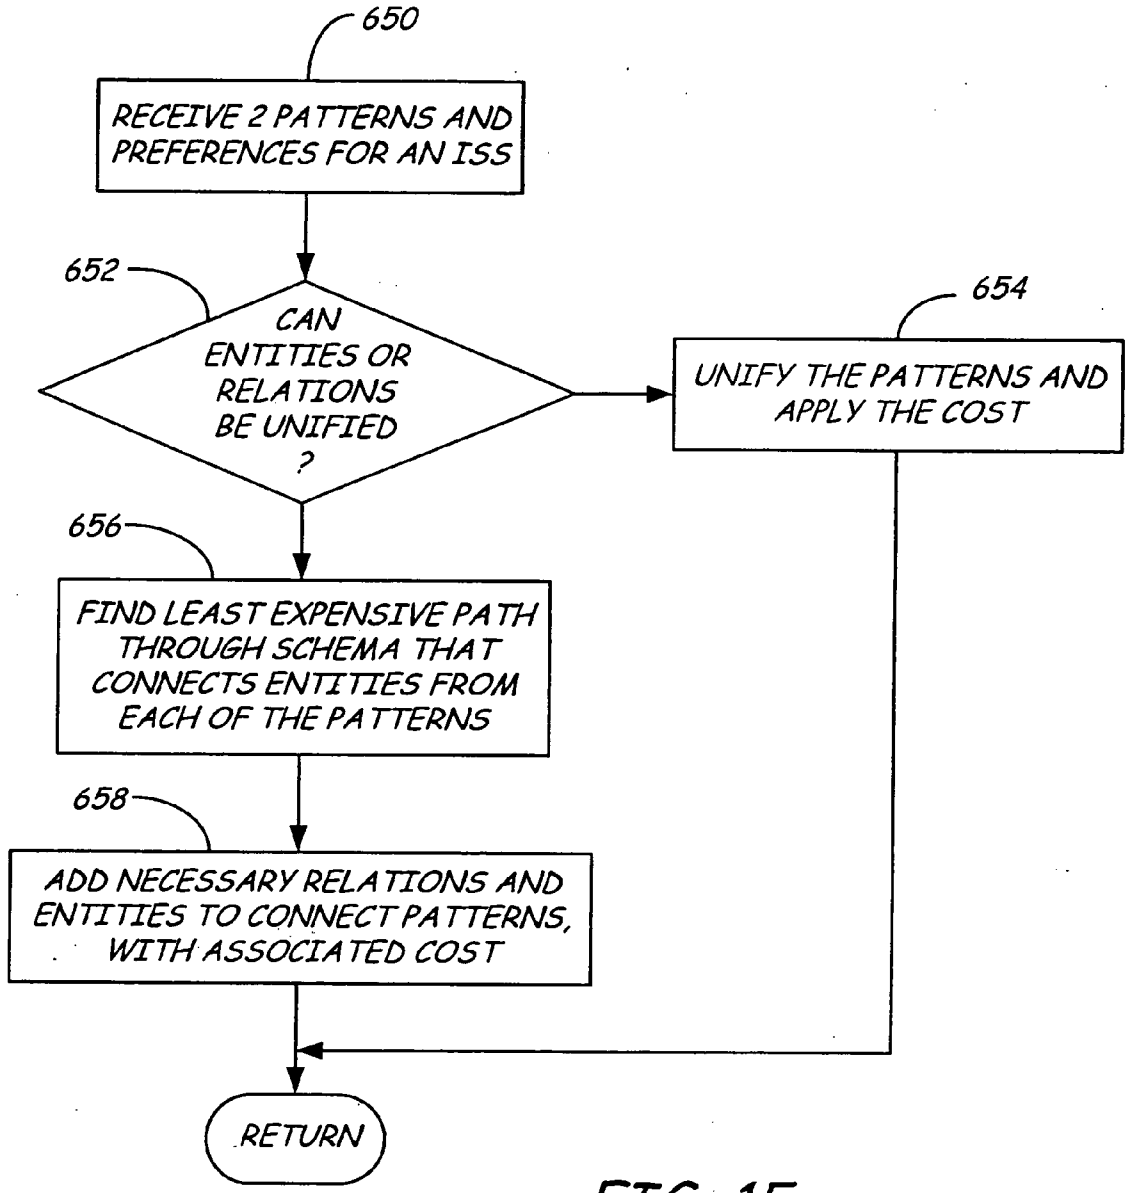 650
RECEIVE 2 PATTERNS AND
PREFERENCES FOR AN ISS
652
CAN
ENTITIES OR
RELATIONS
BE UNIFIED
?
654
UNIFY THE PATTERNS AND
APPLY THE COST
656
FIND LEAST EXPENSIVE PATH
THROUGH SCHEMA THAT
CONNECTS ENTITIES FROM
EACH OF THE PATTERNS
658
ADD NECESSARY RELATIONS AND
ENTITIES TO CONNECT PATTERNS,
WITH ASSOCIATED COST
RETURN
FIG. 15